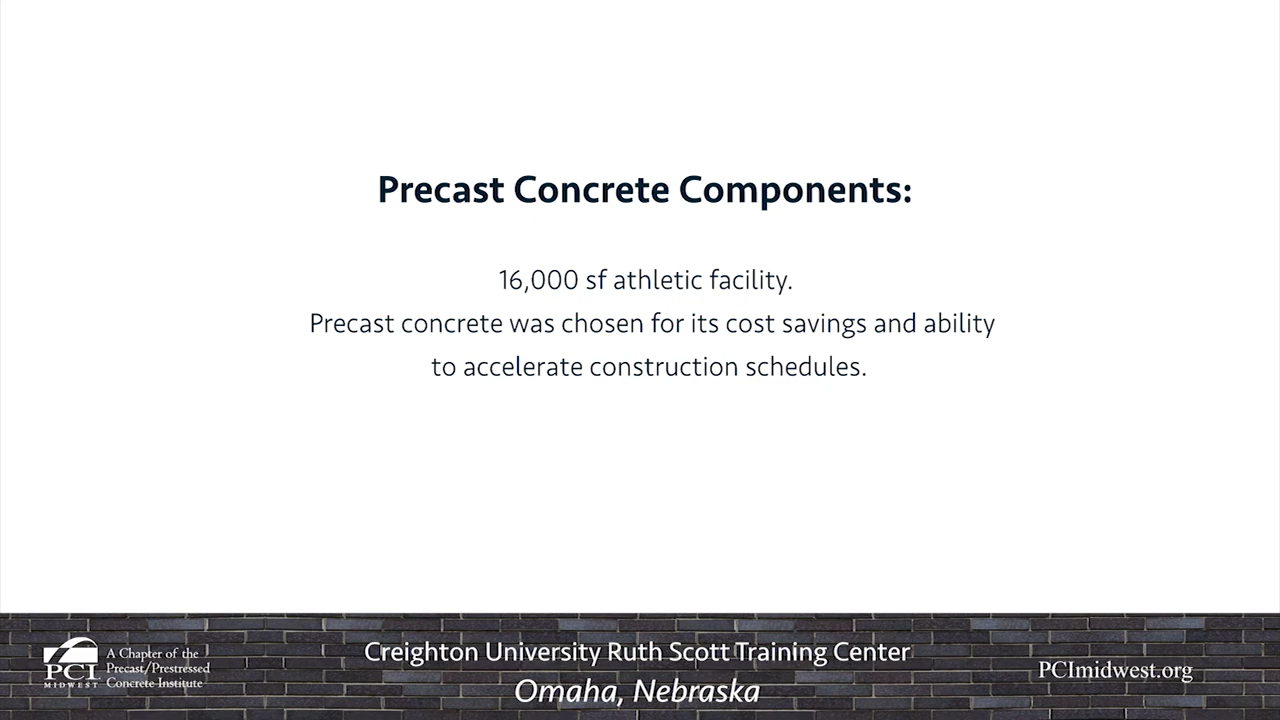 Precast Concrete Components:
16,000 sf athletic facility.
Precast concrete was chosen for its cost savings and ability
to accelerate construction schedules.
PCI
MIDWEST
A Chapter of the
Precast/Prestressed
Concrete Institute
Creighton University Ruth Scott Training Center
Omaha, Nebraska
PCImidwest.org